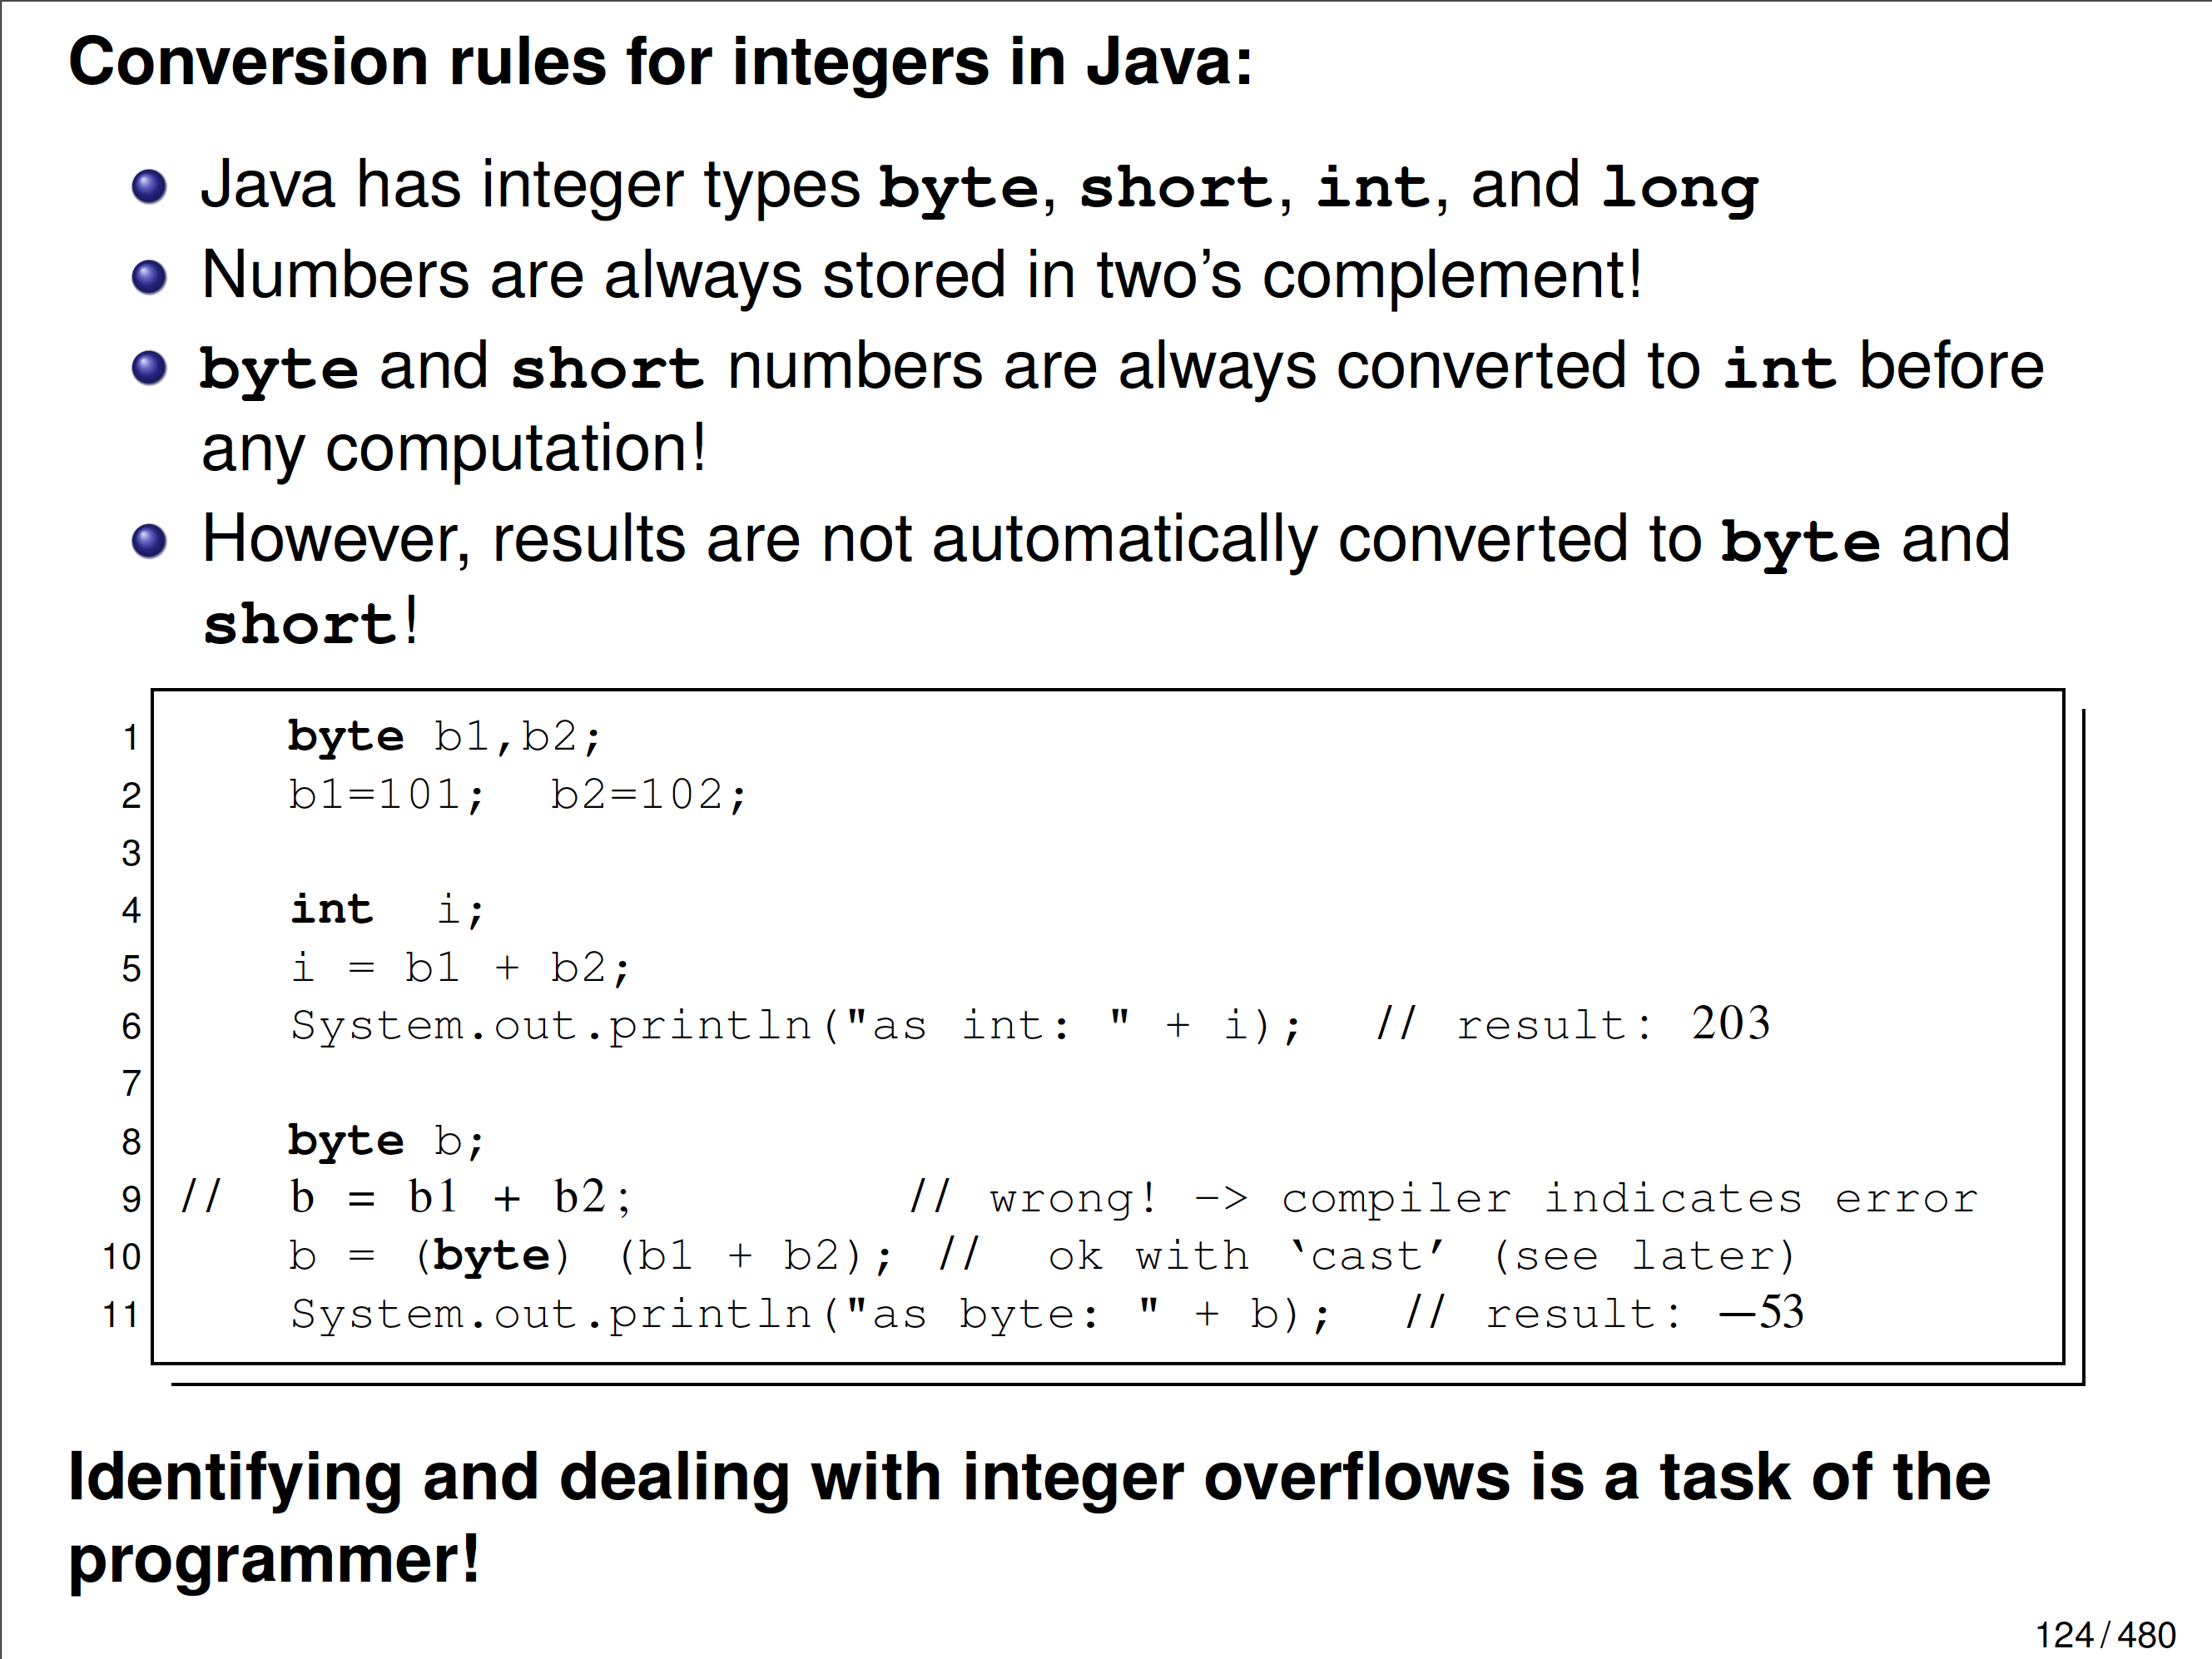 Conversion rules for integers in Java:
Java has integer types byte, short, int, and long
Numbers are always stored in two’s complement!
byte and short numbers are always converted to int before
any computation!
However, results are not automatically converted to byte and
short!
1 byte b1,b2;
2 b1=101; b2=102;
3
4 int i;
5 i = b1 + b2;
6 System.out.println("as int: " + i); // result: 203
7
8 byte b;
9 // b = b1 + b2; // wrong! -> compiler indicates error
10 b = (byte) (b1 + b2); // ok with ‘cast’ (see later)
11 System.out.println("as byte: " + b); // result: −53
Identifying and dealing with integer overflows is a task of the
programmer!
124 / 480